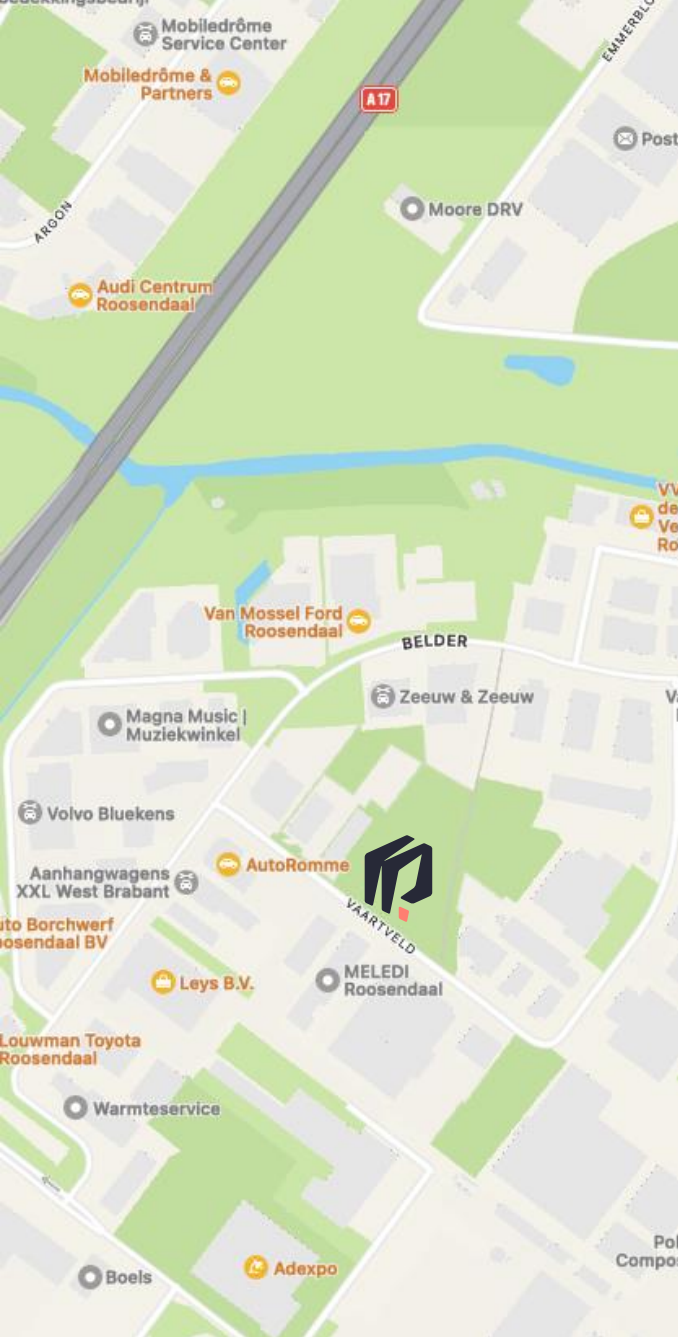 Mobiledrôme
Service Center
Mobiledrôme &
Partners
A17
Post
Moore DRV
ARGON
Audi Centrum
Roosendaal
Van Mossel Ford
Roosendaal
BELDER
Zeeuw & Zeeuw
Magna Music |
Muziekwinkel
Volvo Bluekens
AutoRomme
Aanhangwagens
XXL West Brabant
VAARTVELD
uto Borchwerf
oosendaal BV
Leys B.V.
MELEDI
Roosendaal
Louwman Toyota
Roosendaal
Warmteservice
Boels
Adexpo